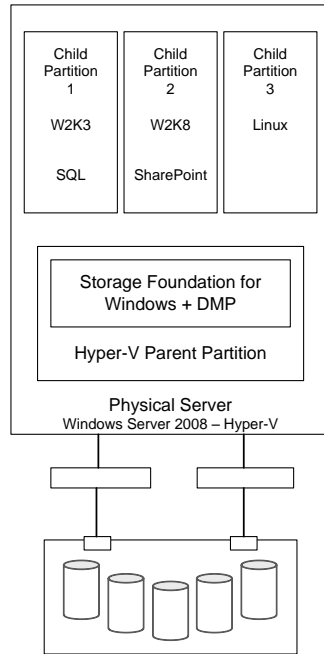 Child
Partition
1
W2K3
SQL
Child
Partition
2
W2K8
SharePoint
Child
Partition
3
Linux
Storage Foundation for
Windows + DMP
Hyper-V Parent Partition
Physical Server
Windows Server 2008 – Hyper-V